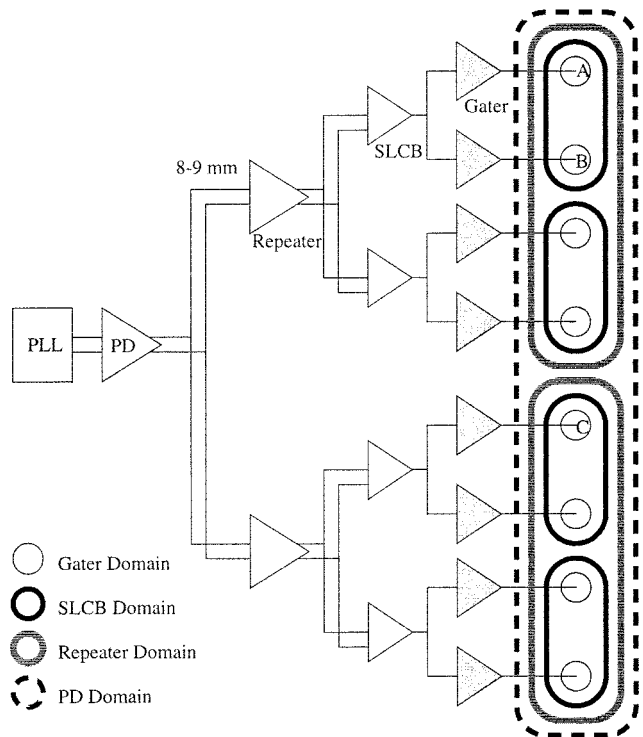 A
Gater
B
SLCB
8-9 mm
Repeater
PLL
PD
C
Gater Domain
SLCB Domain
Repeater Domain
PD Domain